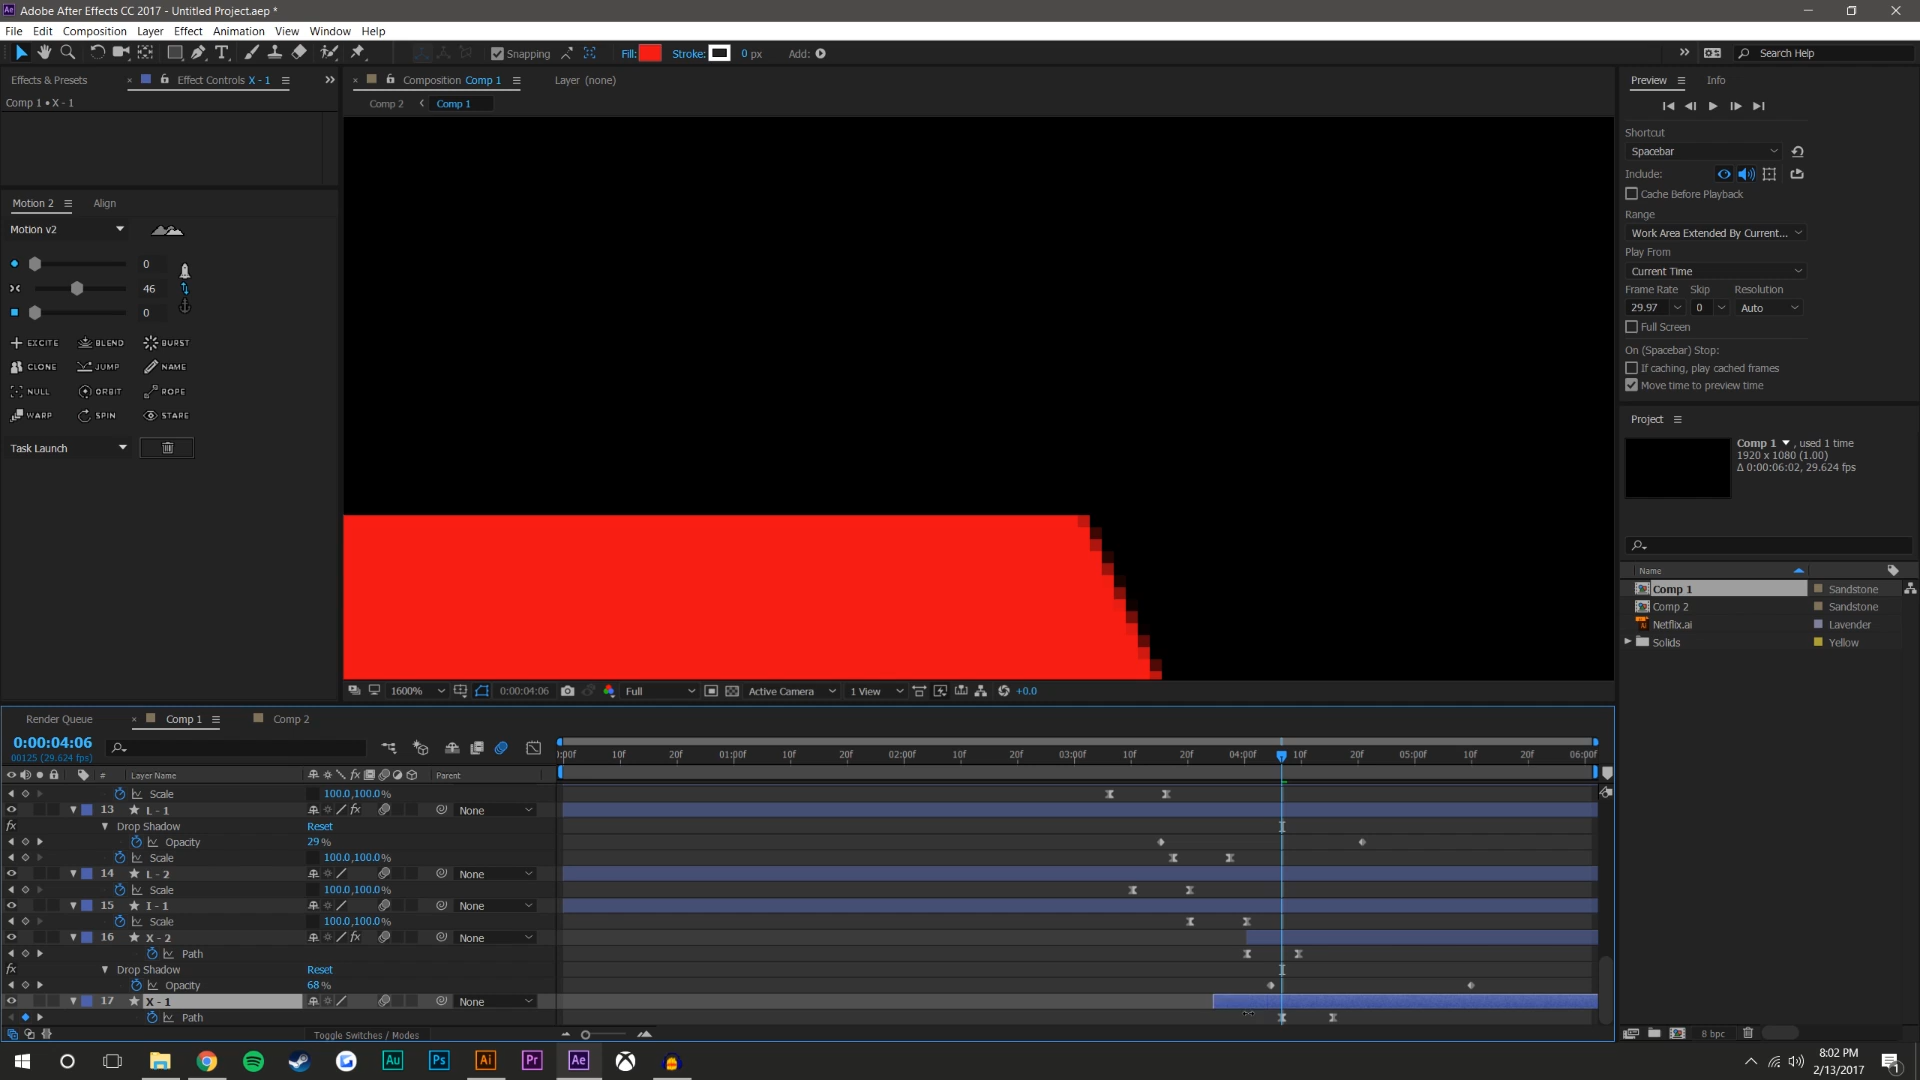 Adobe After Effects CC 2017 - Untitled Project.aep *
File Edit Composition Layer Effect Animation View Window Help
Snapping Fill: Stroke: 0 px Add: Search Help
Effects & Presets Effect Controls X - 1 Composition Comp 1 Layer (none) Preview Info
Comp 1 • X - 1 Comp 2 Comp 1
Shortcut
Spacebar
Include:
Cache Before Playback
Range
Work Area Extended By Current...
Play From
Current Time
Frame Rate Skip Resolution
29.97 0 Auto
Full Screen
On (Spacebar) Stop:
If caching, play cached frames
Move time to preview time
Motion 2 Align
Motion v2
0
46
0
EXCITE BLEND BURST
CLONE JUMP NAME
NULL ORBIT ROPE
WARP SPIN STARE
Task Launch
Project
Comp 1 , used 1 time
1920 x 1080 (1.00)
Δ 0:00:06:02, 29.624 fps
Name
Comp 1 Sandstone
Comp 2 Sandstone
Netflix.ai Lavender
Solids Yellow
1600% 0:00:04:06 Full Active Camera 1 View +0.0
Render Queue Comp 1 Comp 2
0:00:04:06
00125 (29.624 fps)
):00f 10f 20f 01:00f 10f 20f 02:00f 10f 20f 03:00f 10f 20f 04:00f 10f 20f 05:00f 10f 20f 06:00f
# Layer Name Parent
Scale 100.0,100.0%
13 L - 1 None
Drop Shadow Reset
Opacity 29 %
Scale 100.0,100.0%
14 L - 2 None
Scale 100.0,100.0%
15 I - 1 None
Scale 100.0,100.0%
16 X - 2 None
Path
Drop Shadow Reset
Opacity 68 %
17 X - 1 None
Path
Toggle Switches / Modes
8 bpc
Au Ps Ai Pr Ae
8:02 PM
2/13/2017
1